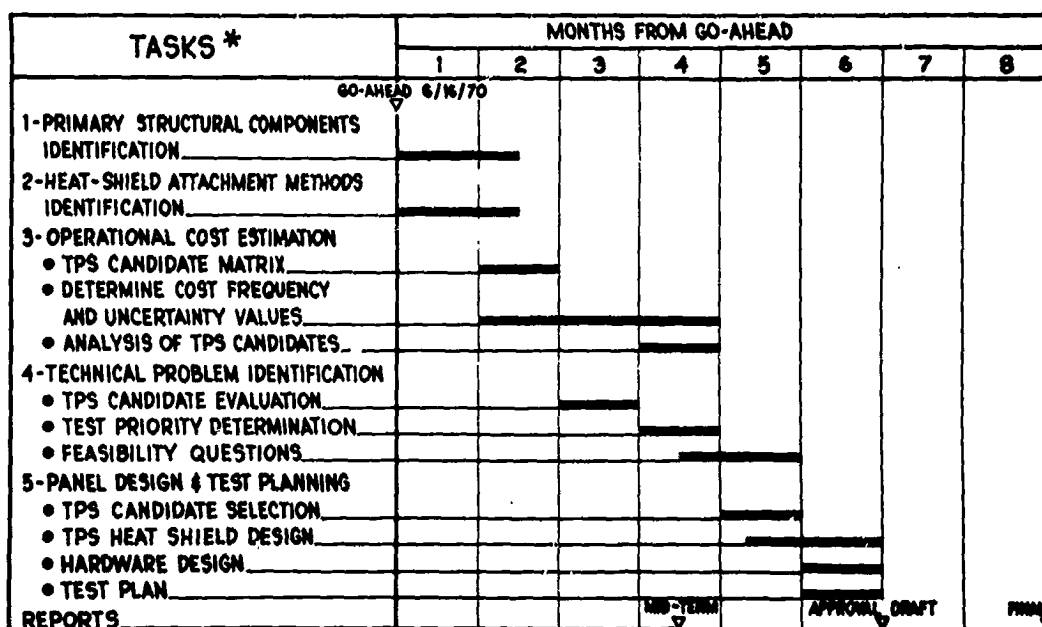 TASKS *
MONTHS FROM GO-AHEAD
1 2 3 4 5 6 7 8
GO-AHEAD 6/16/70
1-PRIMARY STRUCTURAL COMPONENTS
IDENTIFICATION
2-HEAT-SHIELD ATTACHMENT METHODS
IDENTIFICATION
3-OPERATIONAL COST ESTIMATION
• TPS CANDIDATE MATRIX
• DETERMINE COST FREQUENCY
AND UNCERTAINTY VALUES
• ANALYSIS OF TPS CANDIDATES
4-TECHNICAL PROBLEM IDENTIFICATION
• TPS CANDIDATE EVALUATION
• TEST PRIORITY DETERMINATION
• FEASIBILITY QUESTIONS
5-PANEL DESIGN & TEST PLANNING
• TPS CANDIDATE SELECTION
• TPS HEAT SHIELD DESIGN
• HARDWARE DESIGN
• TEST PLAN
REPORTS MID-TERM APPROVAL DRAFT FINAL